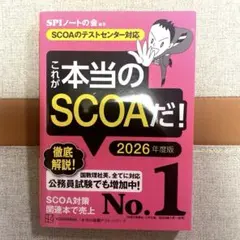 SPIノートの会 編著
SCOAのテストセンター対応
これが
本当の
SCOAだ!
2026年度版
徹底
解説!
国数理社英、全てに対応
公務員試験でも増加中!
SCOA対策
関連本で売上
No.1